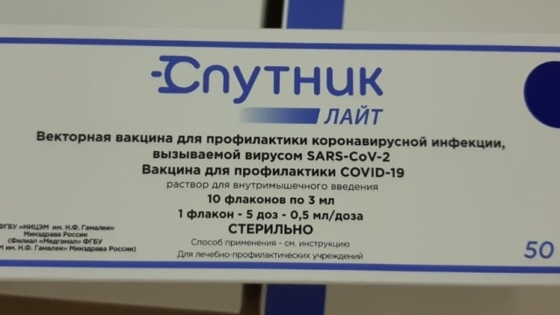 Спутник
ЛАЙТ
Векторная вакцина для профилактики коронавирусной инфекции,
вызываемой вирусом SARS-CoV-2
Вакцина для профилактики COVID-19
раствор для внутримышечного введения
10 флаконов по 3 мл
1 флакон - 5 доз - 0,5 мл/доза
СТЕРИЛЬНО
Способ применения - см. инструкцию
Для лечебно-профилактических учреждений
ФГБУ «НИЦЭМ им. Н.Ф. Гамалеи»
Минздрава России
(Филиал «Медгамал» ФГБУ
им. Н.Ф. Гамалеи» Минздрава России)
50